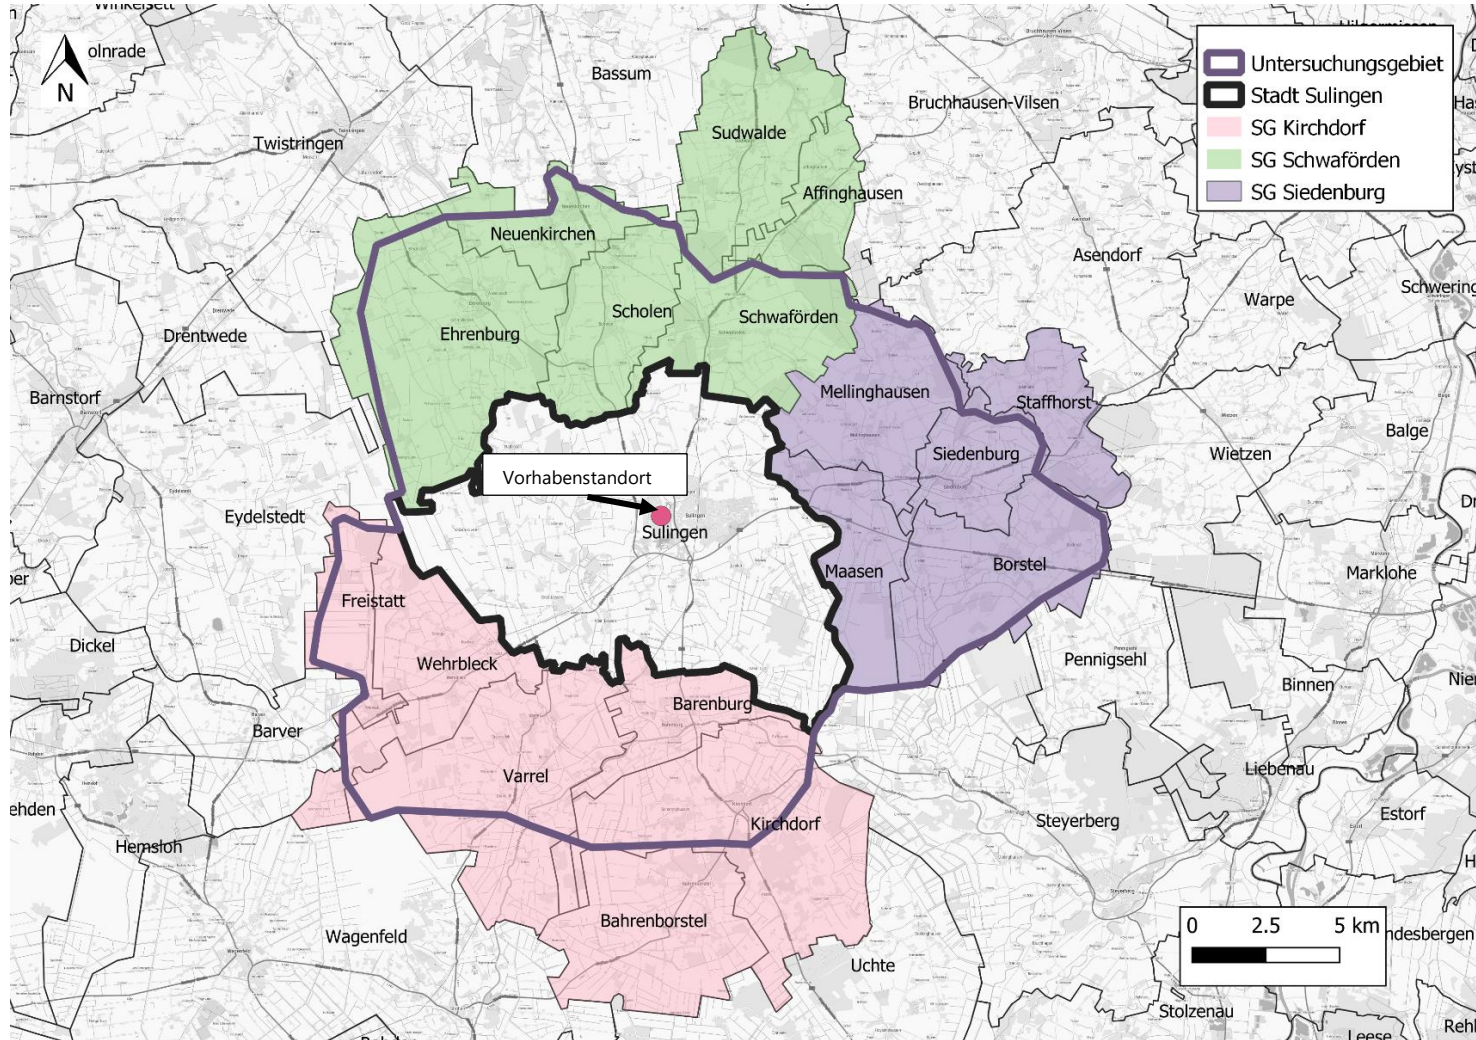 Bassum
olnrade
N
Twistringen
Sudwalde
Bruchhausen-Vilsen
Affinghausen
Untersuchungsgebiet
Stadt Sulingen
SG Kirchdorf
SG Schwaförden
SG Siedenburg
Neuenkirchen
Asendorf
Schwering
Warpe
Scholen
Schwaförden
Drentwede
Ehrenburg
Barnstorf
Mellinghausen
Staffhorst
Balge
Siedenburg
Wietzen
Vorhabenstandort
Eydelstedt
Sulingen
Maasen
Borstel
Marklohe
Freistatt
Dickel
Wehrbleck
Pennigsehl
Binnen
Barenburg
Barver
Varrel
Liebenau
ehden
Kirchdorf
Steyerberg
Estorf
Hemsloh
Bahrenborstel
Wagenfeld
0 2.5 5 km
ndesbergen
Uchte
Stolzenau
Leese